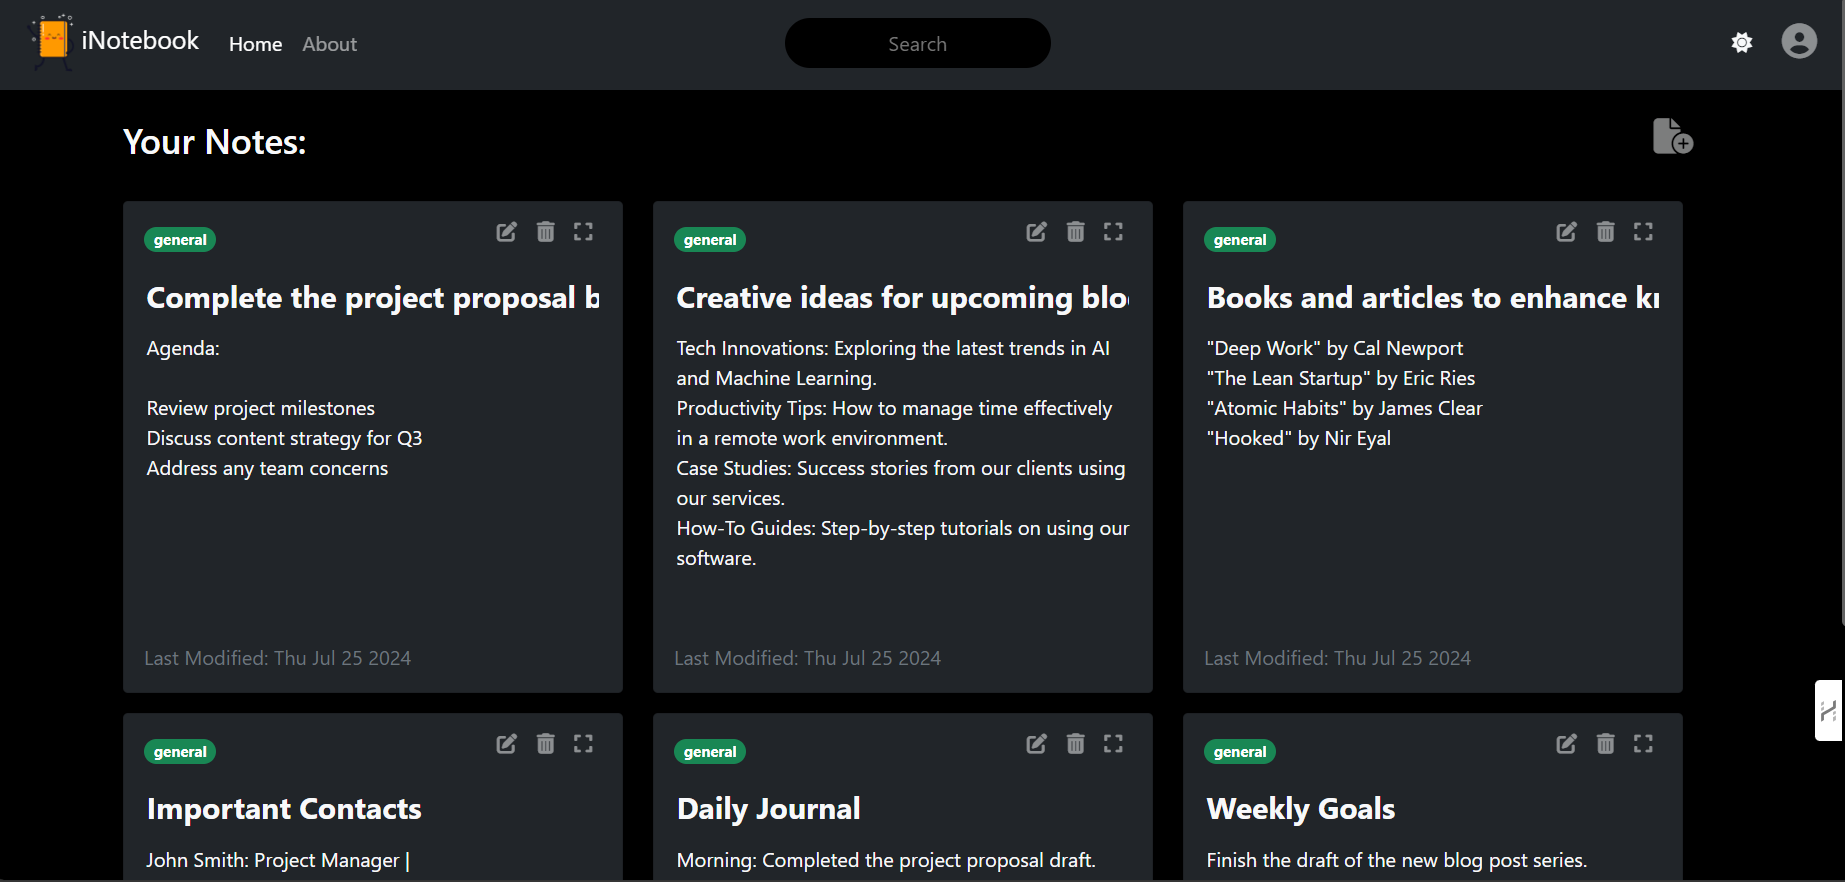 iNotebook
Home About
Search
Your Notes:
general
Complete the project proposal b
Agenda:
Review project milestones
Discuss content strategy for Q3
Address any team concerns
Last Modified: Thu Jul 25 2024
general
Creative ideas for upcoming blo
Tech Innovations: Exploring the latest trends in AI
and Machine Learning.
Productivity Tips: How to manage time effectively
in a remote work environment.
Case Studies: Success stories from our clients using
our services.
How-To Guides: Step-by-step tutorials on using our
software.
Last Modified: Thu Jul 25 2024
general
Books and articles to enhance kn
"Deep Work" by Cal Newport
"The Lean Startup" by Eric Ries
"Atomic Habits" by James Clear
"Hooked" by Nir Eyal
Last Modified: Thu Jul 25 2024
general
Important Contacts
John Smith: Project Manager |
general
Daily Journal
Morning: Completed the project proposal draft.
general
Weekly Goals
Finish the draft of the new blog post series.